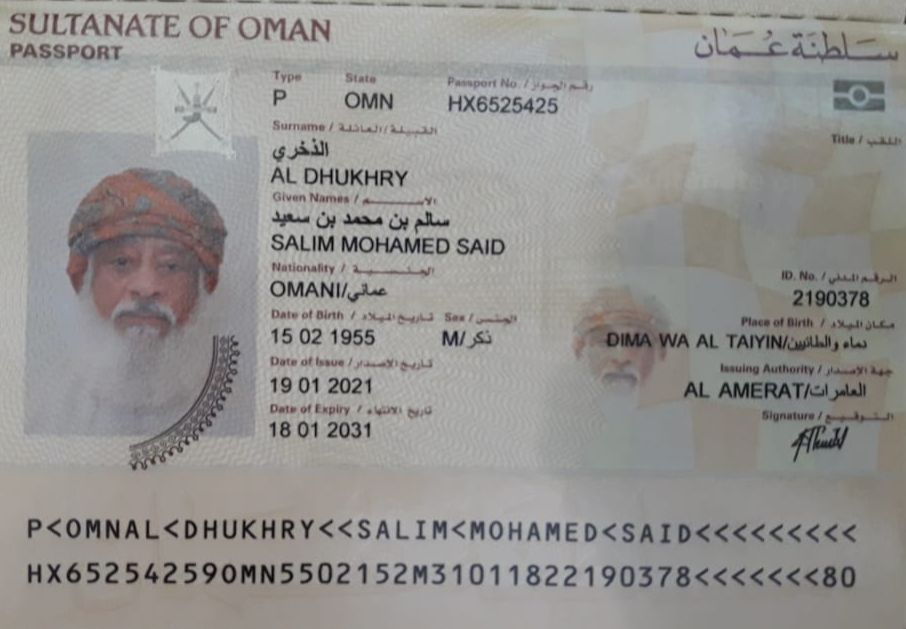 SULTANATE OF OMAN
سلطنة عُمان
PASSPORT
Type
State
Passport No. / رقم الجواز
P
OMN
HX6525425
Surname / القبيلة/العائلة
Title / اللقب
الذخري
AL DHUKHRY
Given Names / الاسم
سالم بن محمد بن سعيد
SALIM MOHAMED SAID
Nationality / الجنسية
ID. No. / الرقم المدني
OMANI/عماني
2190378
Date of Birth / تاريخ الميلاد
Sex / الجنس
Place of Birth / مكان الميلاد
15 02 1955
M/ذكر
DIMA WA AL TAIYIN/دماء والطائيين
Date of Issue / تاريخ الاصدار
Issuing Authority / جهة الاصدار
19 01 2021
AL AMERAT/العامرات
Date of Expiry / تاريخ الانتهاء
Signature / التوقيع
18 01 2031
P<OMNAL<DHUKHRY<<SALIM<MOHAMED<SAID<<<<<<<<<
HX652542590MN5502152M31011822190378<<<<<<<80